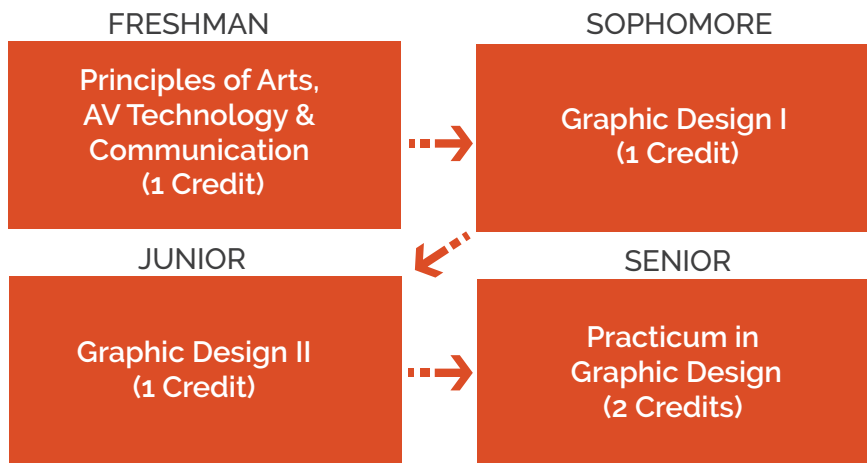 FRESHMAN
Principles of Arts,
AV Technology &
Communication
(1 Credit)
SOPHOMORE
Graphic Design I
(1 Credit)
JUNIOR
Graphic Design II
(1 Credit)
SENIOR
Practicum in
Graphic Design
(2 Credits)